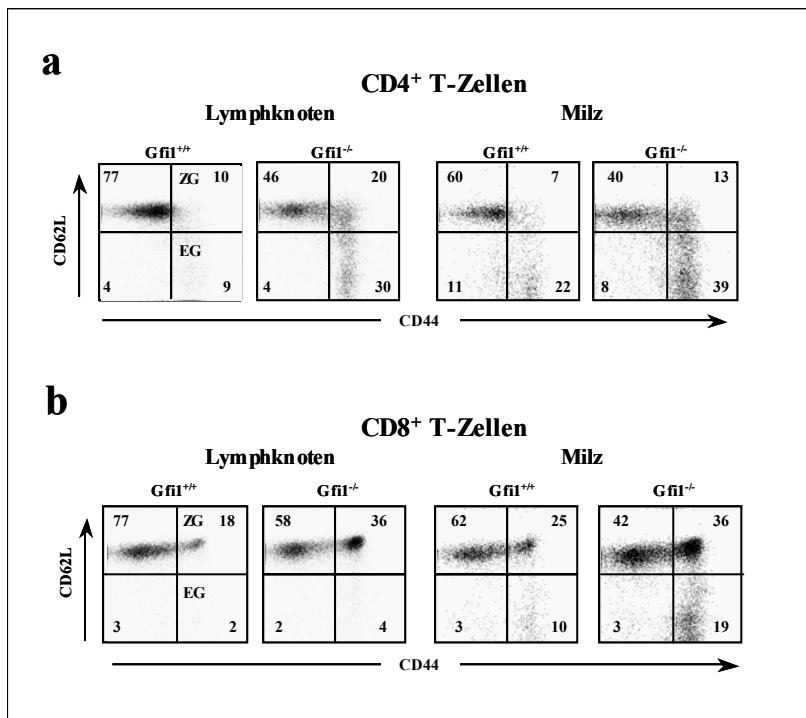 a
CD4+ T-Zellen
Lymphknoten Milz
Gfi1+/+ Gfi1-/- Gfi1+/+ Gfi1-/-
77 ZG 10 46 20 60 7 40 13
CD62L
EG
4 9 4 30 11 22 8 39
CD44
b
CD8+ T-Zellen
Lymphknoten Milz
Gfi1+/+ Gfi1-/- Gfi1+/+ Gfi1-/-
77 ZG 18 58 36 62 25 42 36
CD62L
EG
3 2 2 4 3 10 3 19
CD44